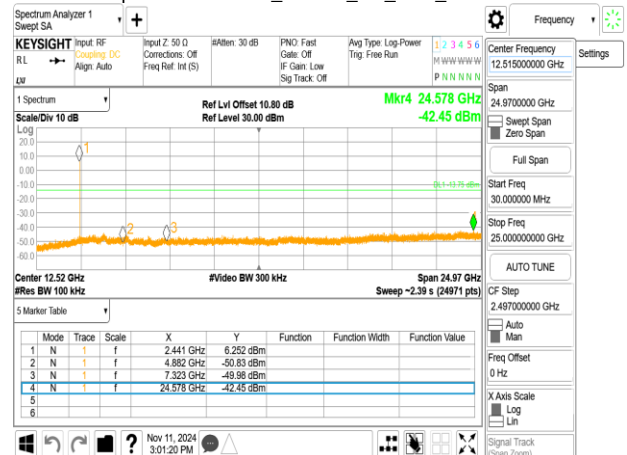 Spectrum Analyzer 1
Swept SA
Frequency
Settings
KEYSIGHT
Input: RF
Coupling: DC
Align: Auto
Input Z: 50 Ω
Corrections: Off
Freq Ref: Int (S)
#Atten: 30 dB
PNO: Fast
Gate: Off
IF Gain: Low
Sig Track: Off
Avg Type: Log-Power
Trig: Free Run
1 2 3 4 5 6
M W W W W W
P N N N N N
R L
LXI
1 Spectrum
Scale/Div 10 dB
Ref Lvl Offset 10.80 dB
Ref Level 30.00 dBm
Mkr4 24.578 GHz
-42.45 dBm
Log
20.0
10.0
0.00
-10.0
-20.0
-30.0
-40.0
-50.0
-60.0
1
2
3
DL1 -13.75 dBm
Center 12.52 GHz
#Res BW 100 kHz
#Video BW 300 kHz
Span 24.97 GHz
Sweep ~2.39 s (24971 pts)
5 Marker Table
Mode Trace Scale X Y Function Function Width Function Value
1 N 1 f 2.441 GHz 6.252 dBm
2 N 1 f 4.882 GHz -50.83 dBm
3 N 1 f 7.323 GHz -49.98 dBm
4 N 1 f 24.578 GHz -42.45 dBm
5
6
Nov 11, 2024
3:01:20 PM
Center Frequency
12.515000000 GHz
Span
24.9700000 GHz
Swept Span
Zero Span
Full Span
Start Freq
30.000000 MHz
Stop Freq
25.000000000 GHz
AUTO TUNE
CF Step
2.497000000 GHz
Auto
Man
Freq Offset
0 Hz
X Axis Scale
Log
Lin
Signal Track
(Span Zoom)